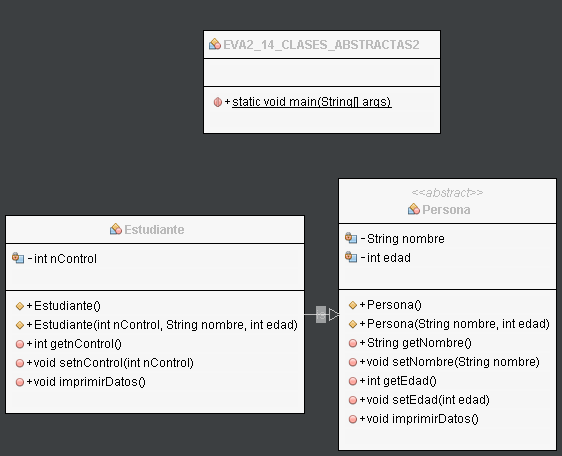 EVA2_14_CLASES_ABSTRACTAS2
+ static void main(String[] args)
<<abstract>>
Persona
- String nombre
- int edad
+ Persona()
+ Persona(String nombre, int edad)
+ String getNombre()
+ void setNombre(String nombre)
+ int getEdad()
+ void setEdad(ibt edad)
+ void imprimirDatos()
Estudiante
- int nControl
+ Estudiante()
+ Estudiante(int nControl, String nombre, int edad)
+ int getnControl()
+ void setnControl(int nControl)
+ void imprimirDatos()